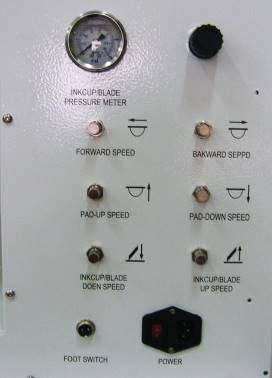 INKCUP/BLADE
PRESSURE METER
FORWARD SPEED
BAKWARD SEPPD
PAD-UP SPEED
PAD-DOWN SPEED
INKCUP/BLADE
DOEN SPEED
INKCUP/BLADE
UP SPEED
FOOT SWITCH
POWER